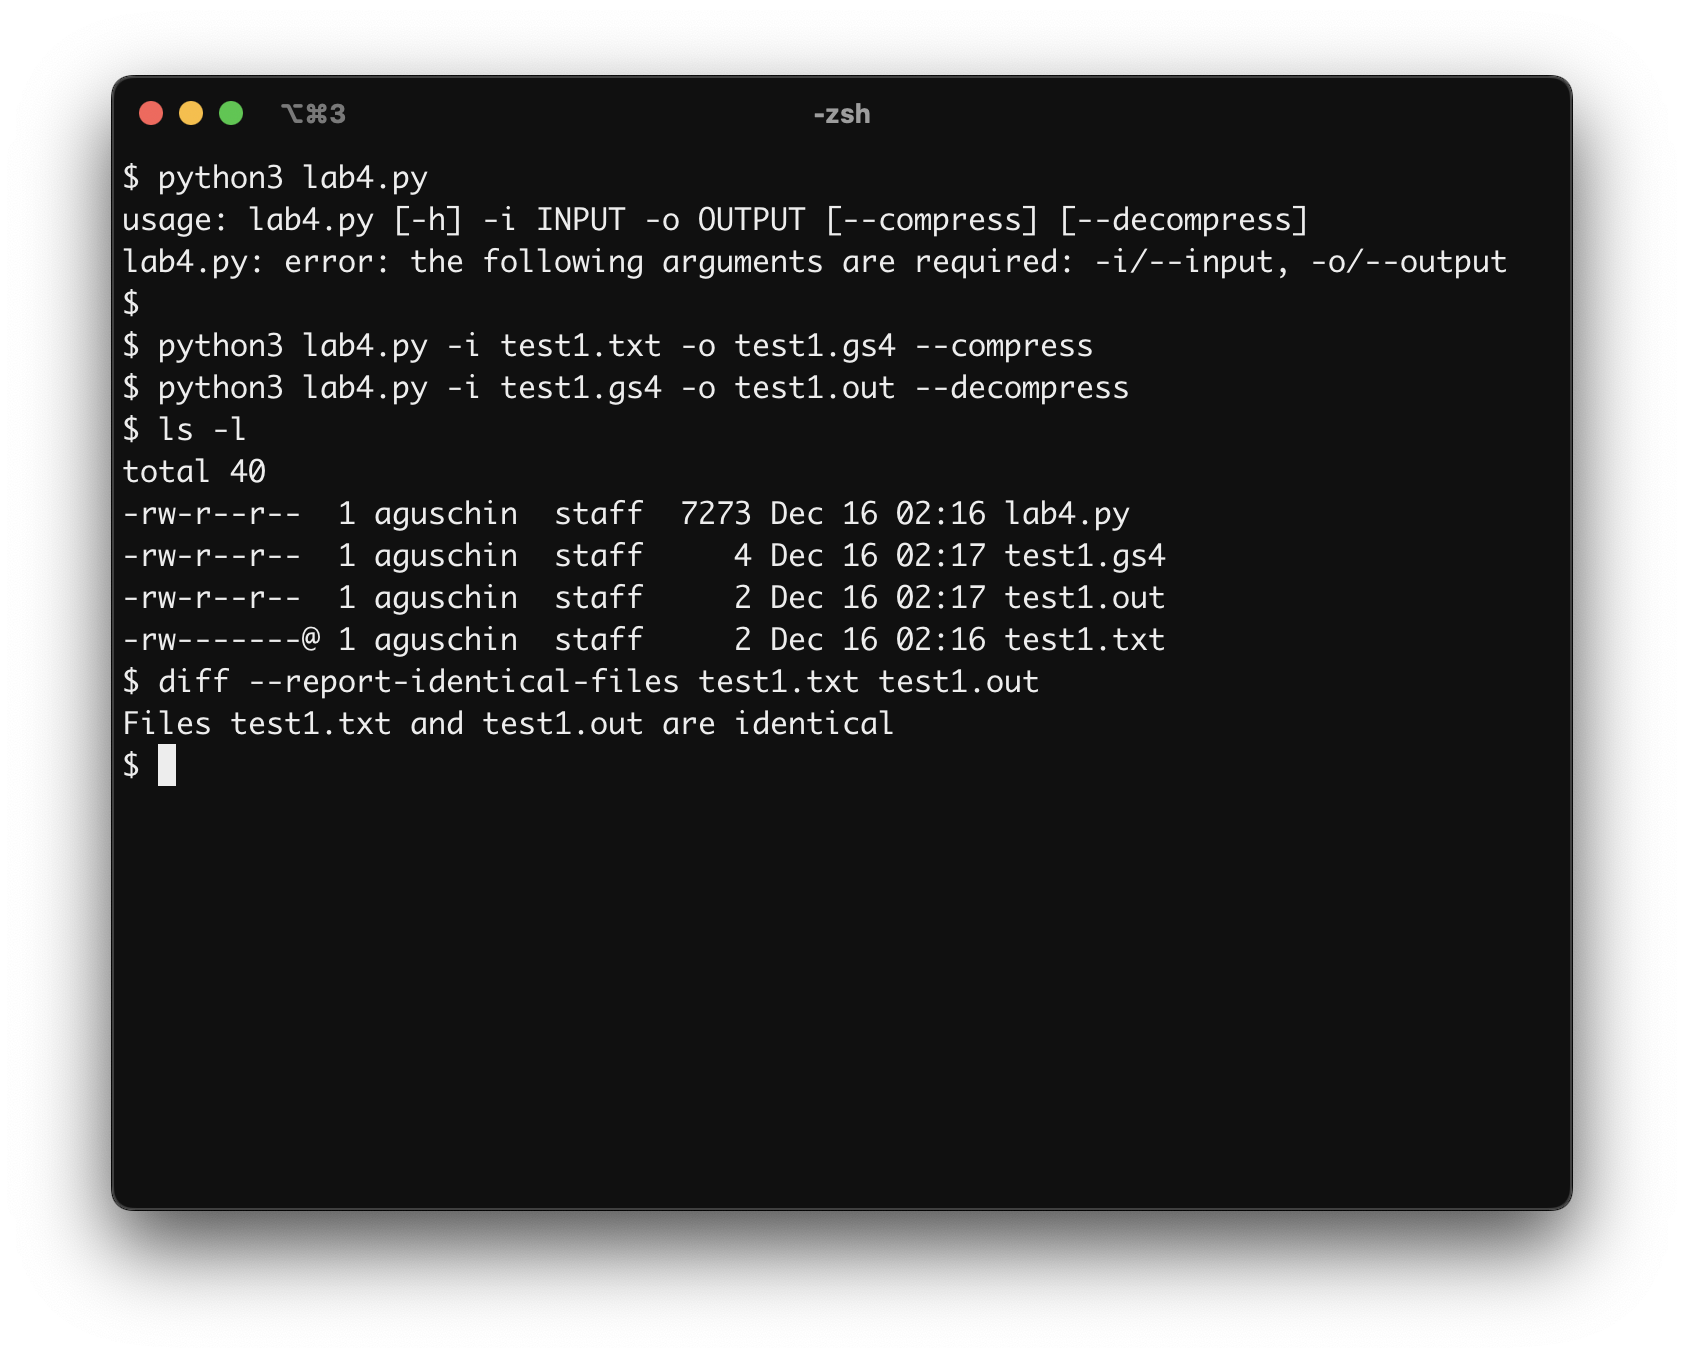 ⌥⌘3
-zsh
$ python3 lab4.py
usage: lab4.py [-h] -i INPUT -o OUTPUT [--compress] [--decompress]
lab4.py: error: the following arguments are required: -i/--input, -o/--output
$
$ python3 lab4.py -i test1.txt -o test1.gs4 --compress
$ python3 lab4.py -i test1.gs4 -o test1.out --decompress
$ ls -l
total 40
-rw-r--r--  1 aguschin  staff  7273 Dec 16 02:16 lab4.py
-rw-r--r--  1 aguschin  staff     4 Dec 16 02:17 test1.gs4
-rw-r--r--  1 aguschin  staff     2 Dec 16 02:17 test1.out
-rw-------@ 1 aguschin  staff     2 Dec 16 02:16 test1.txt
$ diff --report-identical-files test1.txt test1.out
Files test1.txt and test1.out are identical
$